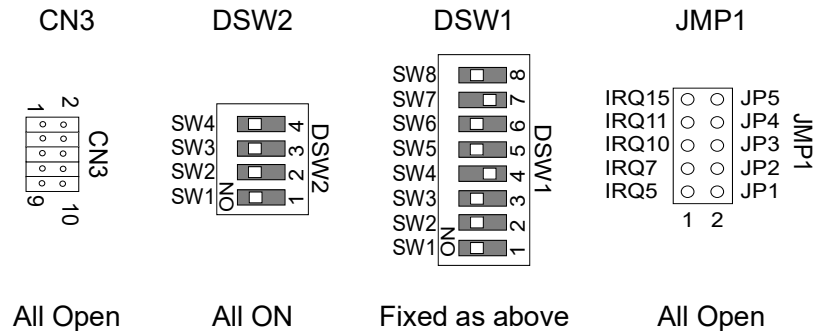 CN3
1 2
CN3
9 10
All Open
DSW2
SW4 4
SW3 3
SW2 2
SW1 1
ON
DSW2
All ON
DSW1
SW8 8
SW7 7
SW6 6
SW5 5
SW4 4
SW3 3
SW2 2
SW1 1
ON
DSW1
Fixed as above
JMP1
IRQ15 JP5
IRQ11 JP4
IRQ10 JP3
IRQ7 JP2
IRQ5 JP1
1 2
JMP1
All Open